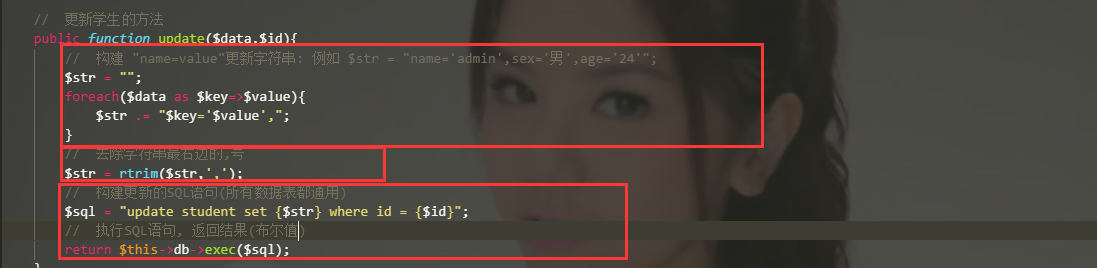 //  更新学生的方法
public function update($data,$id){
//  构建 "name=value"更新字符串: 例如 $str = "name='admin',sex='男',age='24'";
$str = "";
foreach($data as $key=>$value){
$str .= "$key='$value',";
}
//  去除字符串最右边的,号
$str = rtrim($str,',');
//  构建更新的SQL语句(所有数据表都通用)
$sql = "update student set {$str} where id = {$id}";
//  执行SQL语句, 返回结果(布尔值)
return $this->db->exec($sql);
}